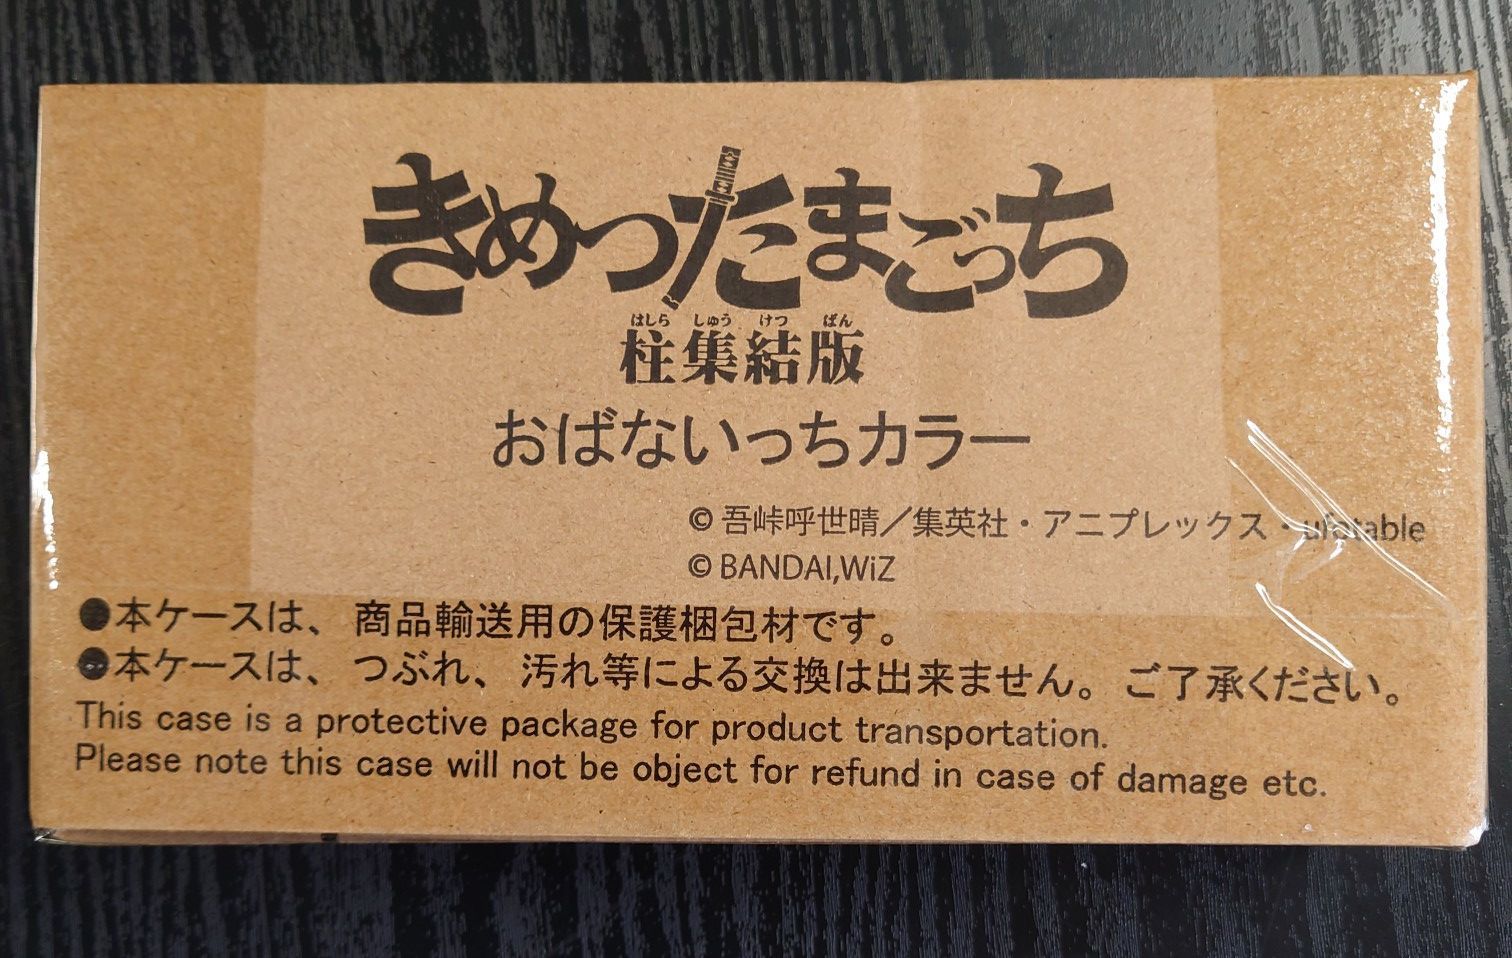 きめつたまごっち
はしら しゅう けつ ばん
柱集結版
おばないっちカラー
© 吾峠呼世晴／集英社・アニプレックス・ufotable
© BANDAI,WiZ
●本ケースは、商品輸送用の保護梱包材です。
●本ケースは、つぶれ、汚れ等による交換は出来ません。ご了承ください。
This case is a protective package for product transportation.
Please note this case will not be object for refund in case of damage etc.